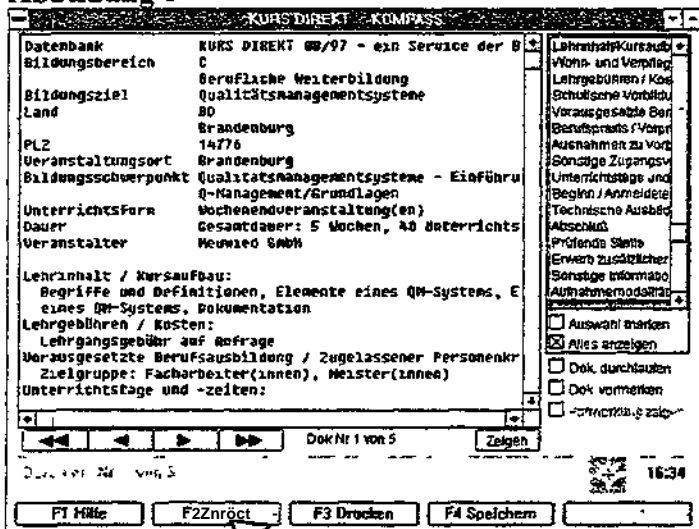 KURS DIREKT - KOMPASS
Datenbank KURS DIREKT 08/97 - ein Service der B
Bildungsbereich C
Berufliche Weiterbildung
Bildungsziel Qualitätsmanagementsysteme
Land BD
Brandenburg
PLZ 14776
Veranstaltungsort Brandenburg
Bildungsschwerpunkt Qualitätsmanagementsysteme - Einführu
Q-Management/Grundlagen
Unterrichtsform Wochenendveranstaltung(en)
Dauer Gesamtdauer: 5 Wochen, 40 Unterrichts
Veranstalter Neuwied GmbH
Lehrinhalt / Kursaufbau:
Begriffe und Definitionen, Elemente eines QM-Systems, E
eines QM-Systems, Dokumentation
Lehrgebühren / Kosten:
Lehrgangsgebühr auf Anfrage
Vorausgesetzte Berufsausbildung / Zugelassener Personenkr
Zielgruppe: Facharbeiter(innen), Meister(innen)
Unterrichtstage und -zeiten:
Lehrinhalt/Kursaufb
Wohn- und Verpfleg
Lehrgebühren / Kos
Schulische Vorbildu
Vorausgesetzte Ber
Berufspraxis / Vorpr
Ausnahmen zu Vorb
Sonstige Zugangsv
Unterrichtstage und
Beginn / Anmeldete
Technische Ausbild
Abschluß
Prüfende Stelle
Erwerb zusätzlicher
Sonstige Informatio
Aufnahmemodalität
Auswahl merken
Alles anzeigen
Dok. durchlaufen
Dok vormerken
Dok Nr 1 von 5
Zeigen
16:34
F1 Hilfe
F2Znröct
F3 Drucken
F4 Speichern